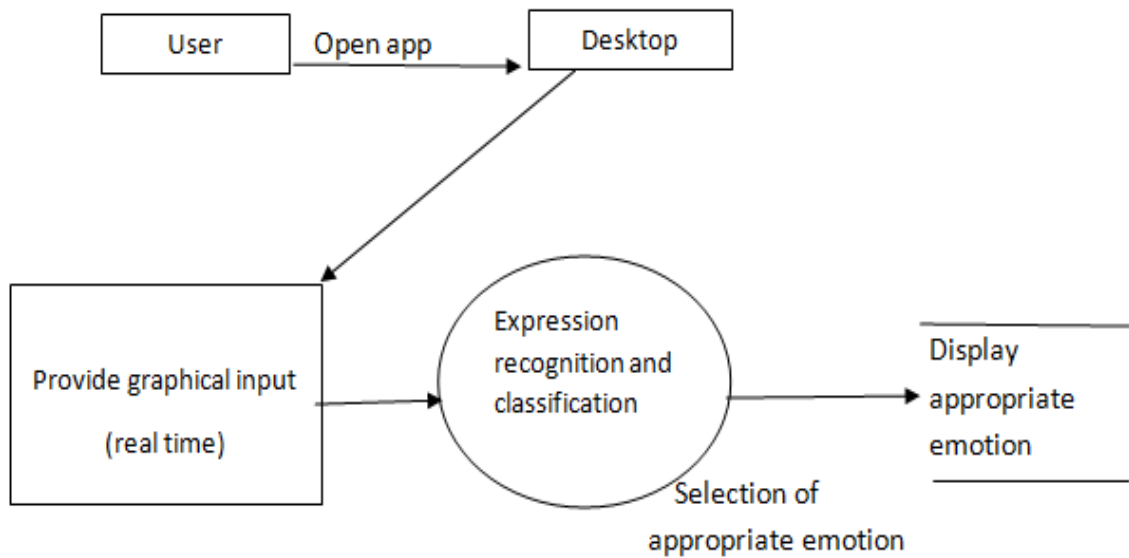 User
Open app
Desktop
Provide graphical input
(real time)
Expression
recognition and
classification
Selection of
appropriate emotion
Display
appropriate
emotion